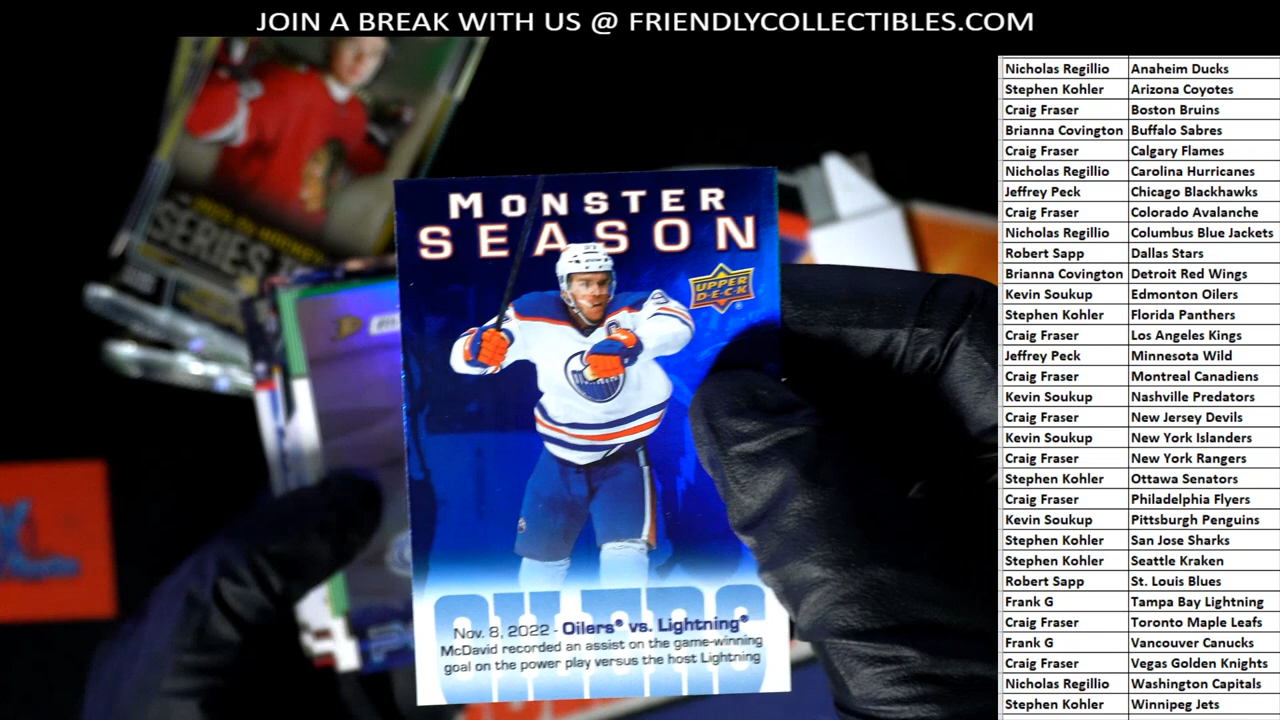 JOIN A BREAK WITH US @ FRIENDLYCOLLECTIBLES.COM
MONSTER
SEASON
UPPER
DECK
OILERS
Nov. 8, 2022 - Oilers® vs. Lightning®
McDavid recorded an assist on the game-winning
goal on the power play versus the host Lightning
SERIES
Nicholas Regillio Anaheim Ducks
Stephen Kohler Arizona Coyotes
Craig Fraser Boston Bruins
Brianna Covington Buffalo Sabres
Craig Fraser Calgary Flames
Nicholas Regillio Carolina Hurricanes
Jeffrey Peck Chicago Blackhawks
Craig Fraser Colorado Avalanche
Nicholas Regillio Columbus Blue Jackets
Robert Sapp Dallas Stars
Brianna Covington Detroit Red Wings
Kevin Soukup Edmonton Oilers
Stephen Kohler Florida Panthers
Craig Fraser Los Angeles Kings
Jeffrey Peck Minnesota Wild
Craig Fraser Montreal Canadiens
Kevin Soukup Nashville Predators
Craig Fraser New Jersey Devils
Kevin Soukup New York Islanders
Craig Fraser New York Rangers
Stephen Kohler Ottawa Senators
Craig Fraser Philadelphia Flyers
Kevin Soukup Pittsburgh Penguins
Stephen Kohler San Jose Sharks
Stephen Kohler Seattle Kraken
Robert Sapp St. Louis Blues
Frank G Tampa Bay Lightning
Craig Fraser Toronto Maple Leafs
Frank G Vancouver Canucks
Craig Fraser Vegas Golden Knights
Nicholas Regillio Washington Capitals
Stephen Kohler Winnipeg Jets